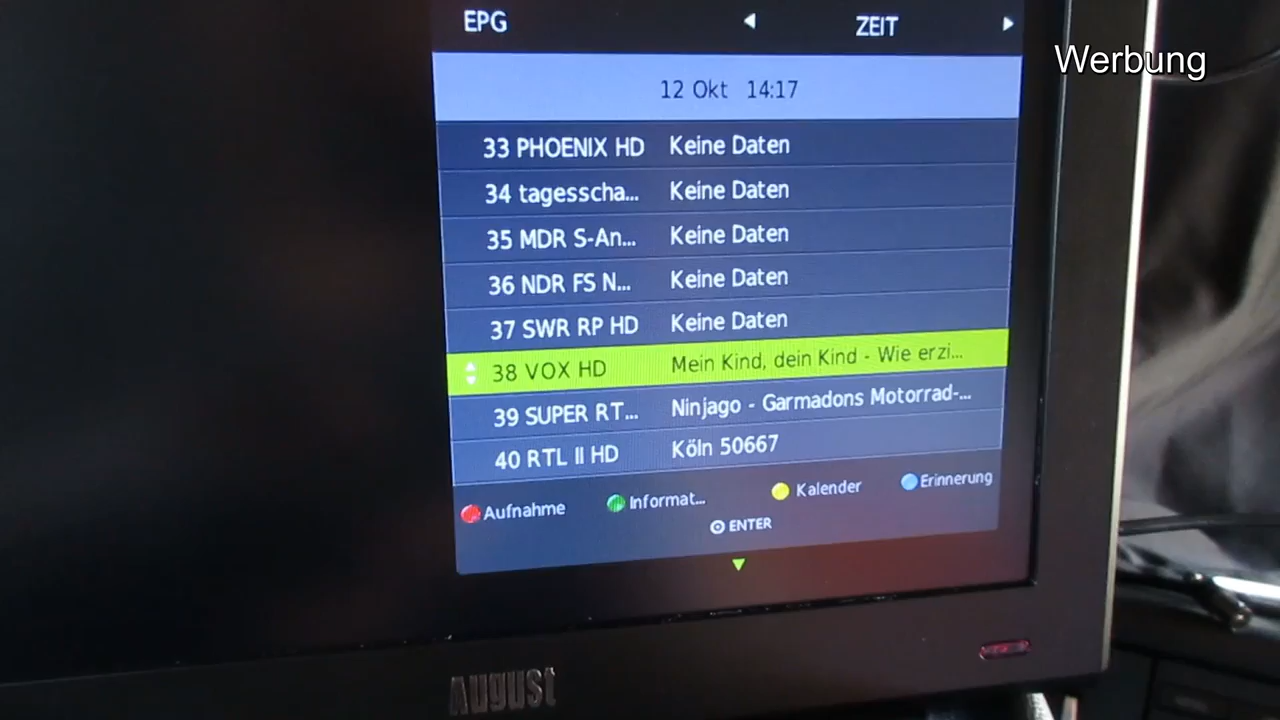 EPG
ZEIT
Werbung
12 Okt 14:17
33 PHOENIX HD Keine Daten
34 tagesscha... Keine Daten
35 MDR S-An... Keine Daten
36 NDR FS N... Keine Daten
37 SWR RP HD Keine Daten
38 VOX HD Mein Kind, dein Kind - Wie erzi...
39 SUPER RT... Ninjago - Garmadons Motorrad-...
40 RTL II HD Köln 50667
Aufnahme Informat... Kalender Erinnerung
ENTER
August